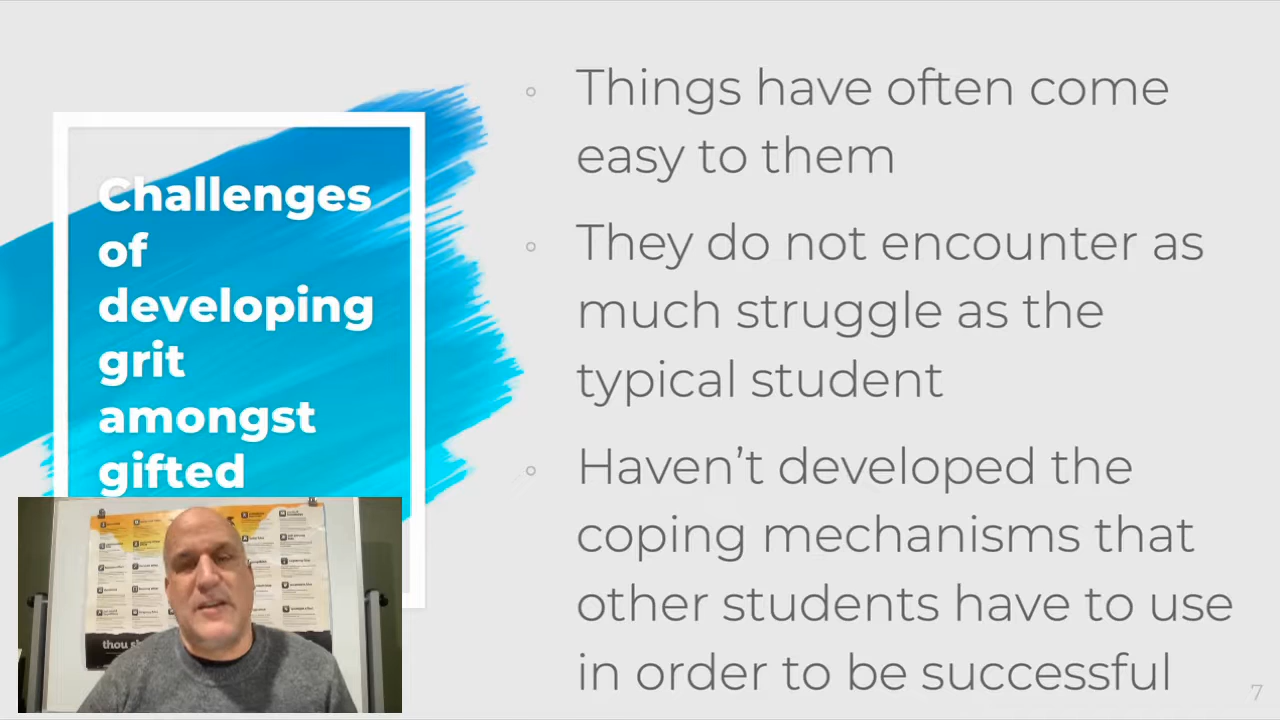 Challenges
of
developing
grit
amongst
gifted
Things have often come
easy to them
They do not encounter as
much struggle as the
typical student
Haven’t developed the
coping mechanisms that
other students have to use
in order to be successful
thou sh
7